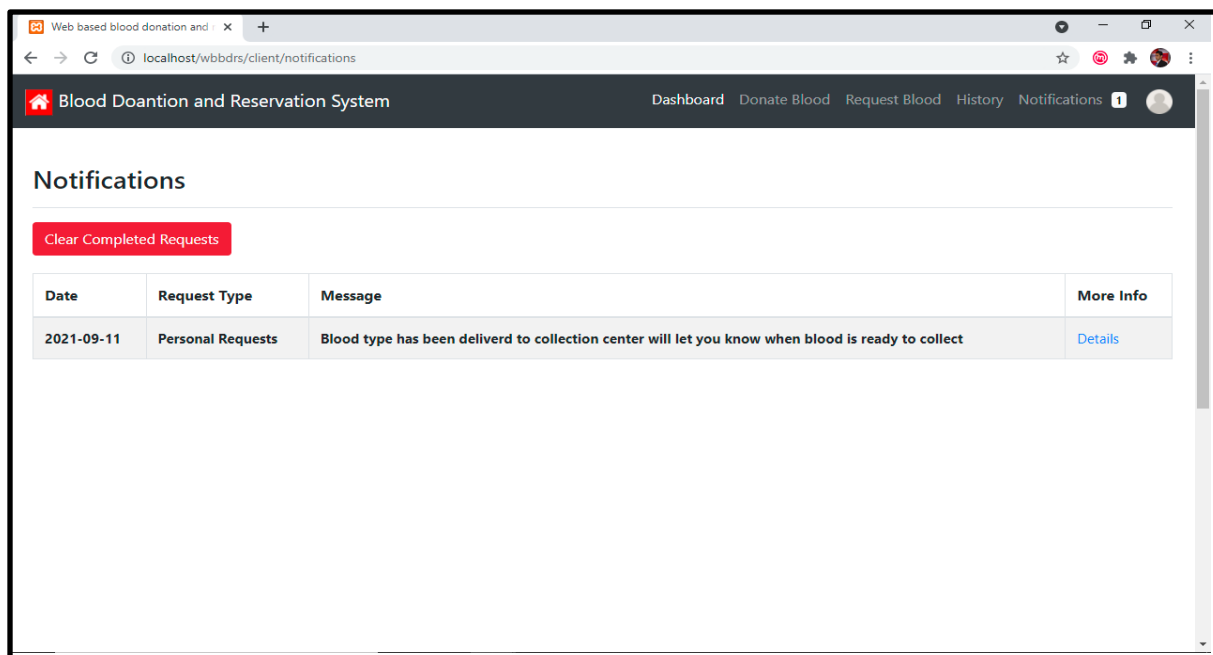 Web based blood donation and
localhost/wbbdrs/client/notifications
Blood Doantion and Reservation System Dashboard Donate Blood Request Blood History Notifications 1
Notifications
Clear Completed Requests
Date Request Type Message More Info
2021-09-11 Personal Requests Blood type has been deliverd to collection center will let you know when blood is ready to collect Details